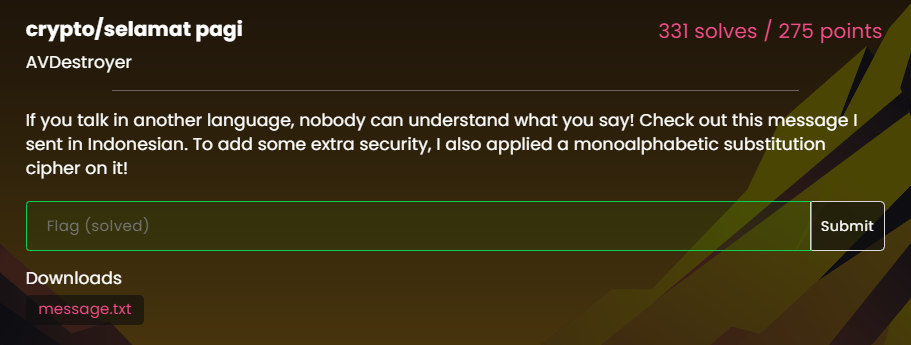 crypto/selamat pagi
331 solves / 275 points
AVDestroyer
If you talk in another language, nobody can understand what you say! Check out this message I
sent in Indonesian. To add some extra security, I also applied a monoalphabetic substitution
cipher on it!
Flag (solved)
Submit
Downloads
message.txt